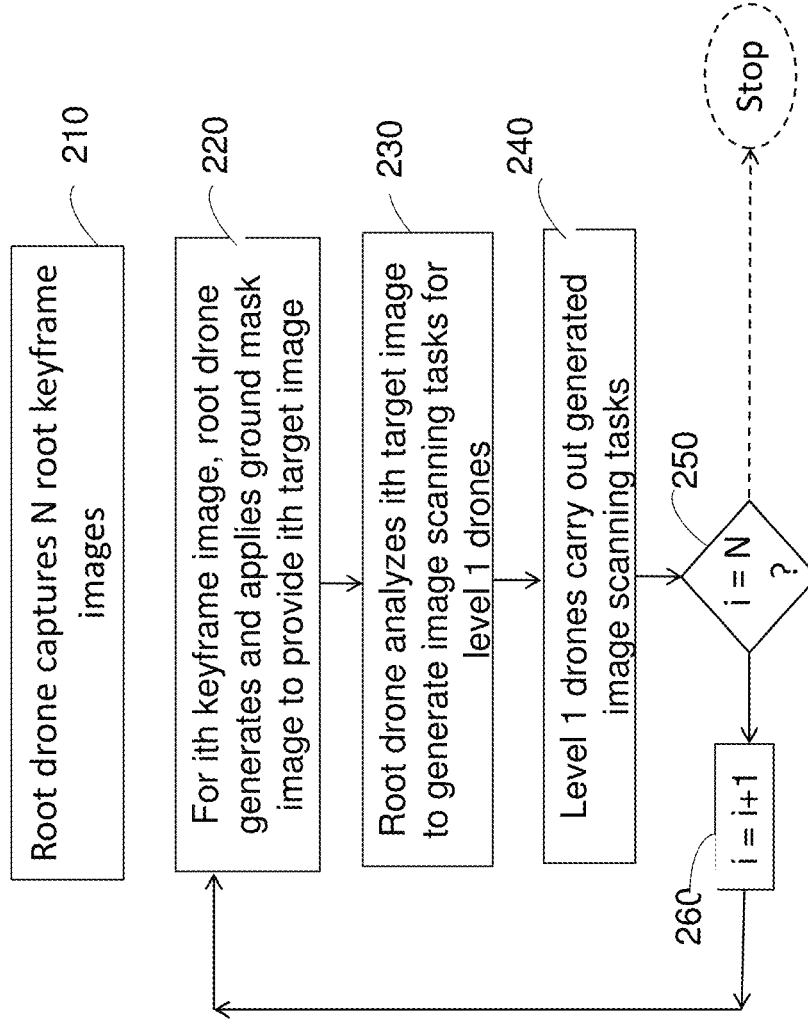 Root drone captures N root keyframe
images
210
For ith keyframe image, root drone
generates and applies ground mask
image to provide ith target image
220
Root drone analyzes ith target image
to generate image scanning tasks for
level 1 drones
230
Level 1 drones carry out generated
image scanning tasks
240
i = N
?
250
Stop
i = i+1
260